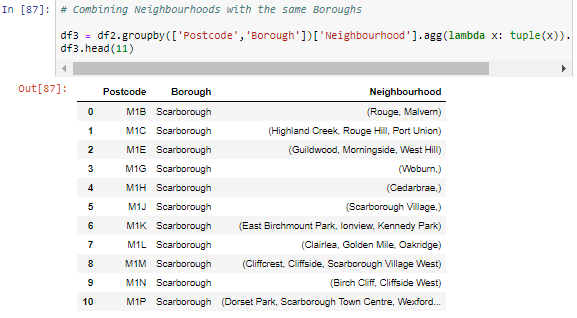 In [87]: # Combining Neighbourhoods with the same Boroughs
df3 = df2.groupby(['Postcode','Borough'])['Neighbourhood'].agg(lambda x: tuple(x)).
df3.head(11)
Out[87]:
Postcode Borough Neighbourhood
0 M1B Scarborough (Rouge, Malvern)
1 M1C Scarborough (Highland Creek, Rouge Hill, Port Union)
2 M1E Scarborough (Guildwood, Morningside, West Hill)
3 M1G Scarborough (Woburn,)
4 M1H Scarborough (Cedarbrae,)
5 M1J Scarborough (Scarborough Village,)
6 M1K Scarborough (East Birchmount Park, Ionview, Kennedy Park)
7 M1L Scarborough (Clairlea, Golden Mile, Oakridge)
8 M1M Scarborough (Cliffcrest, Cliffside, Scarborough Village West)
9 M1N Scarborough (Birch Cliff, Cliffside West)
10 M1P Scarborough (Dorset Park, Scarborough Town Centre, Wexford...